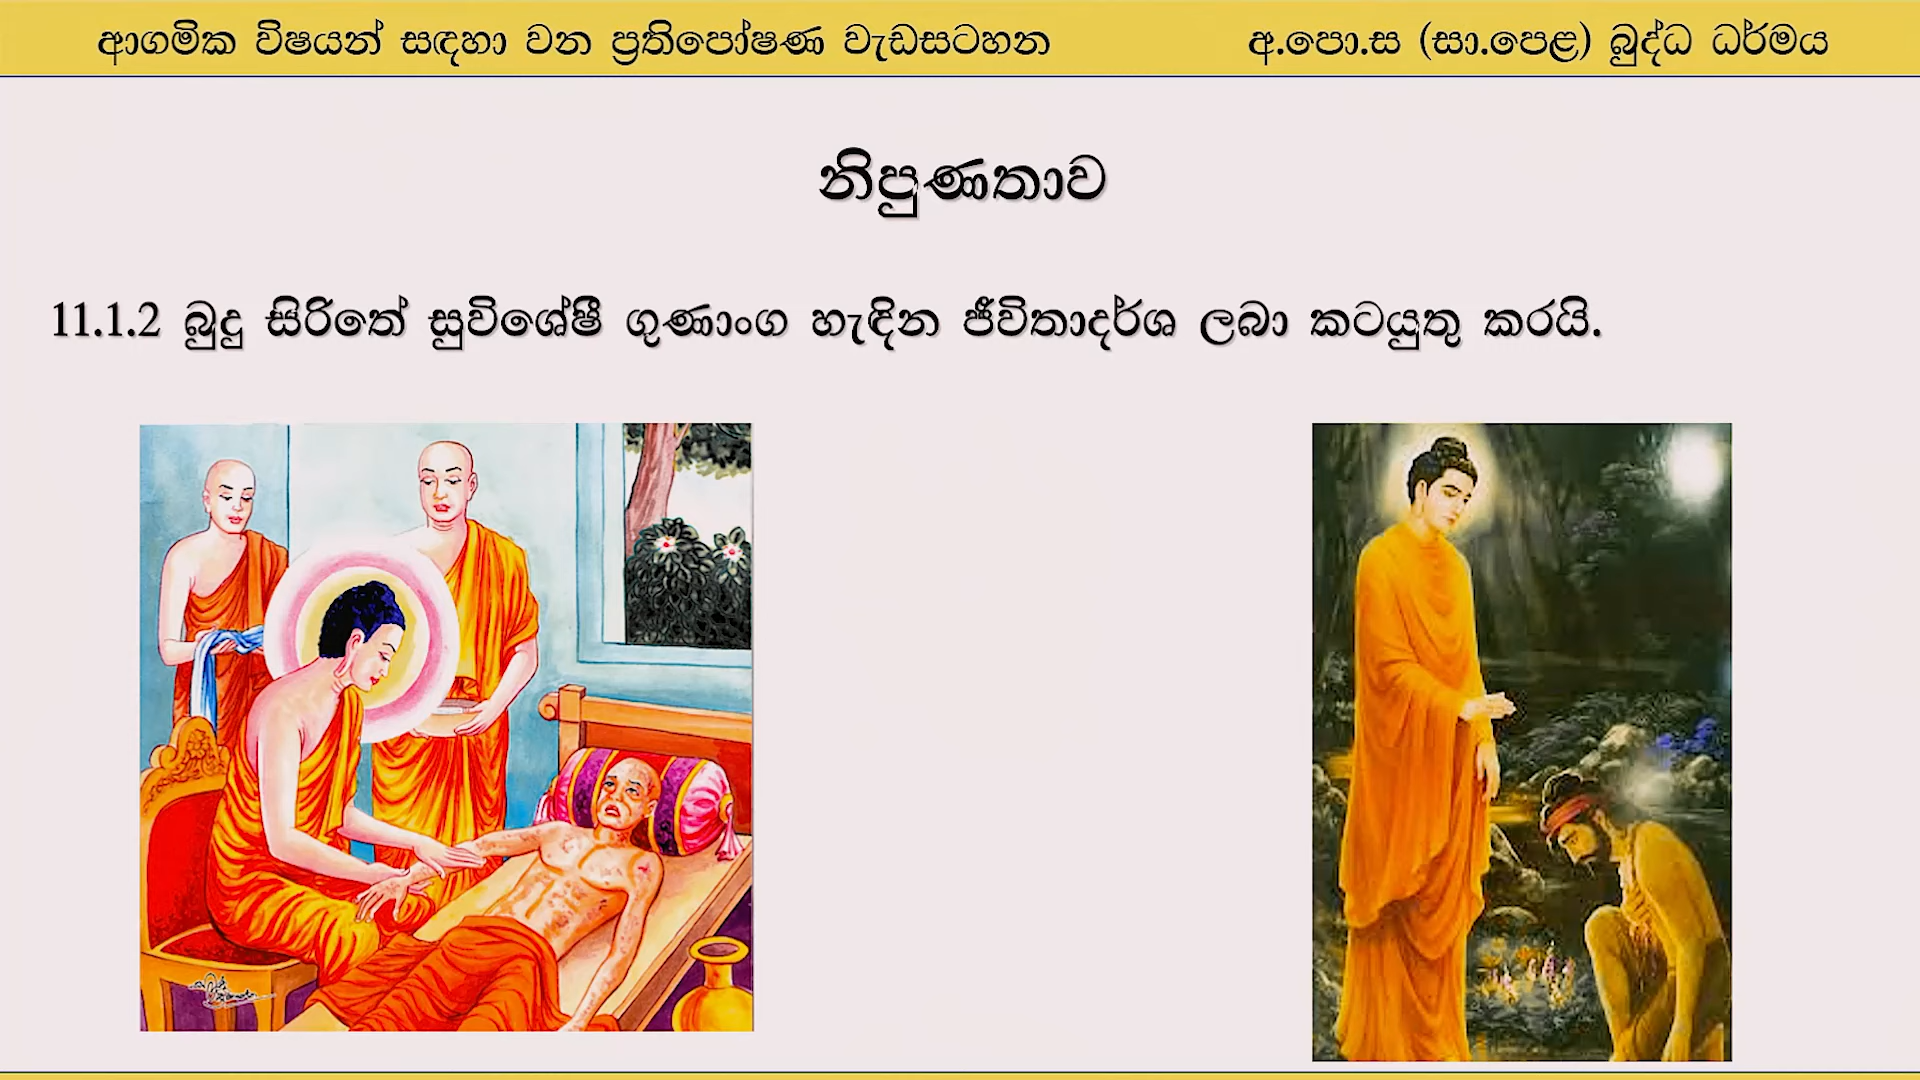 ආගමික විෂයන් සඳහා වන ප්‍රතිපෝෂණ වැඩසටහන
අ.පො.ස (සා.පෙළ) බුද්ධ ධර්මය
නිපුණතාව
11.1.2 බුදු සිරිතේ සුවිශේෂී ගුණාංග හැඳින ජීවිතාදර්ශ ලබා කටයුතු කරයි.